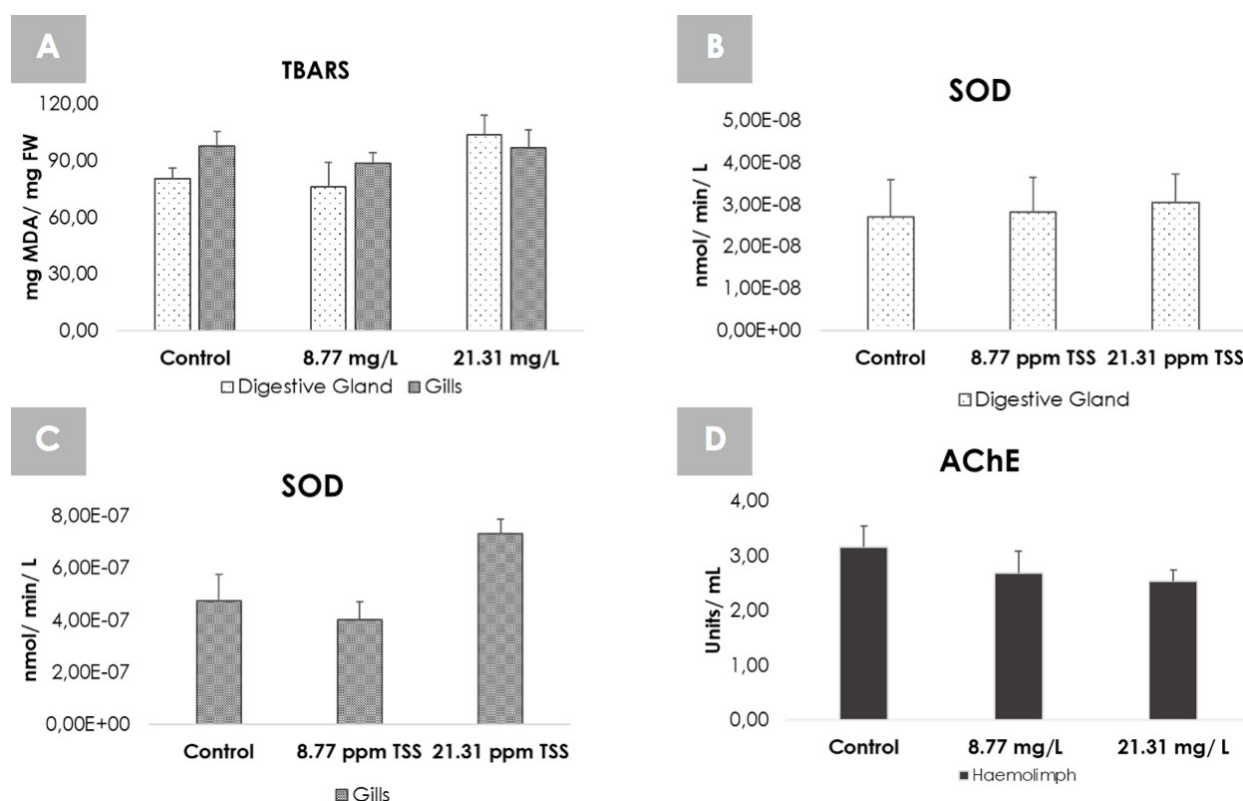 A
TBARS
mg MDA/ mg FW
120,00
90,00
60,00
30,00
0,00
Control 8.77 mg/L 21.31 mg/L
Digestive Gland Gills
B
SOD
nmol/ min/ L
5,00E-08
4,00E-08
3,00E-08
2,00E-08
1,00E-08
0,00E+00
Control 8.77 ppm TSS 21.31 ppm TSS
Digestive Gland
C
SOD
nmol/ min/ L
8,00E-07
6,00E-07
4,00E-07
2,00E-07
0,00E+00
Control 8.77 ppm TSS 21.31 ppm TSS
Gills
D
AChE
Units/ mL
4,00
3,00
2,00
1,00
0,00
Control 8.77 mg/L 21.31 mg/ L
Haemolimph